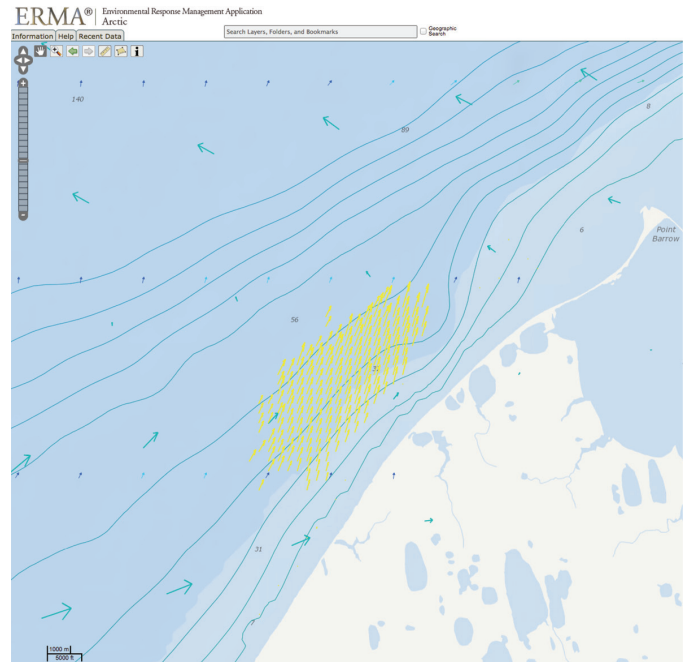 ERMA® Environmental Response Management Application
Arctic
Search Layers, Folders, and Bookmarks
Geographic
Search
Information Help Recent Data
140
89
8
6
Point
Barrow
56
31
7
1000 m
5000 ft